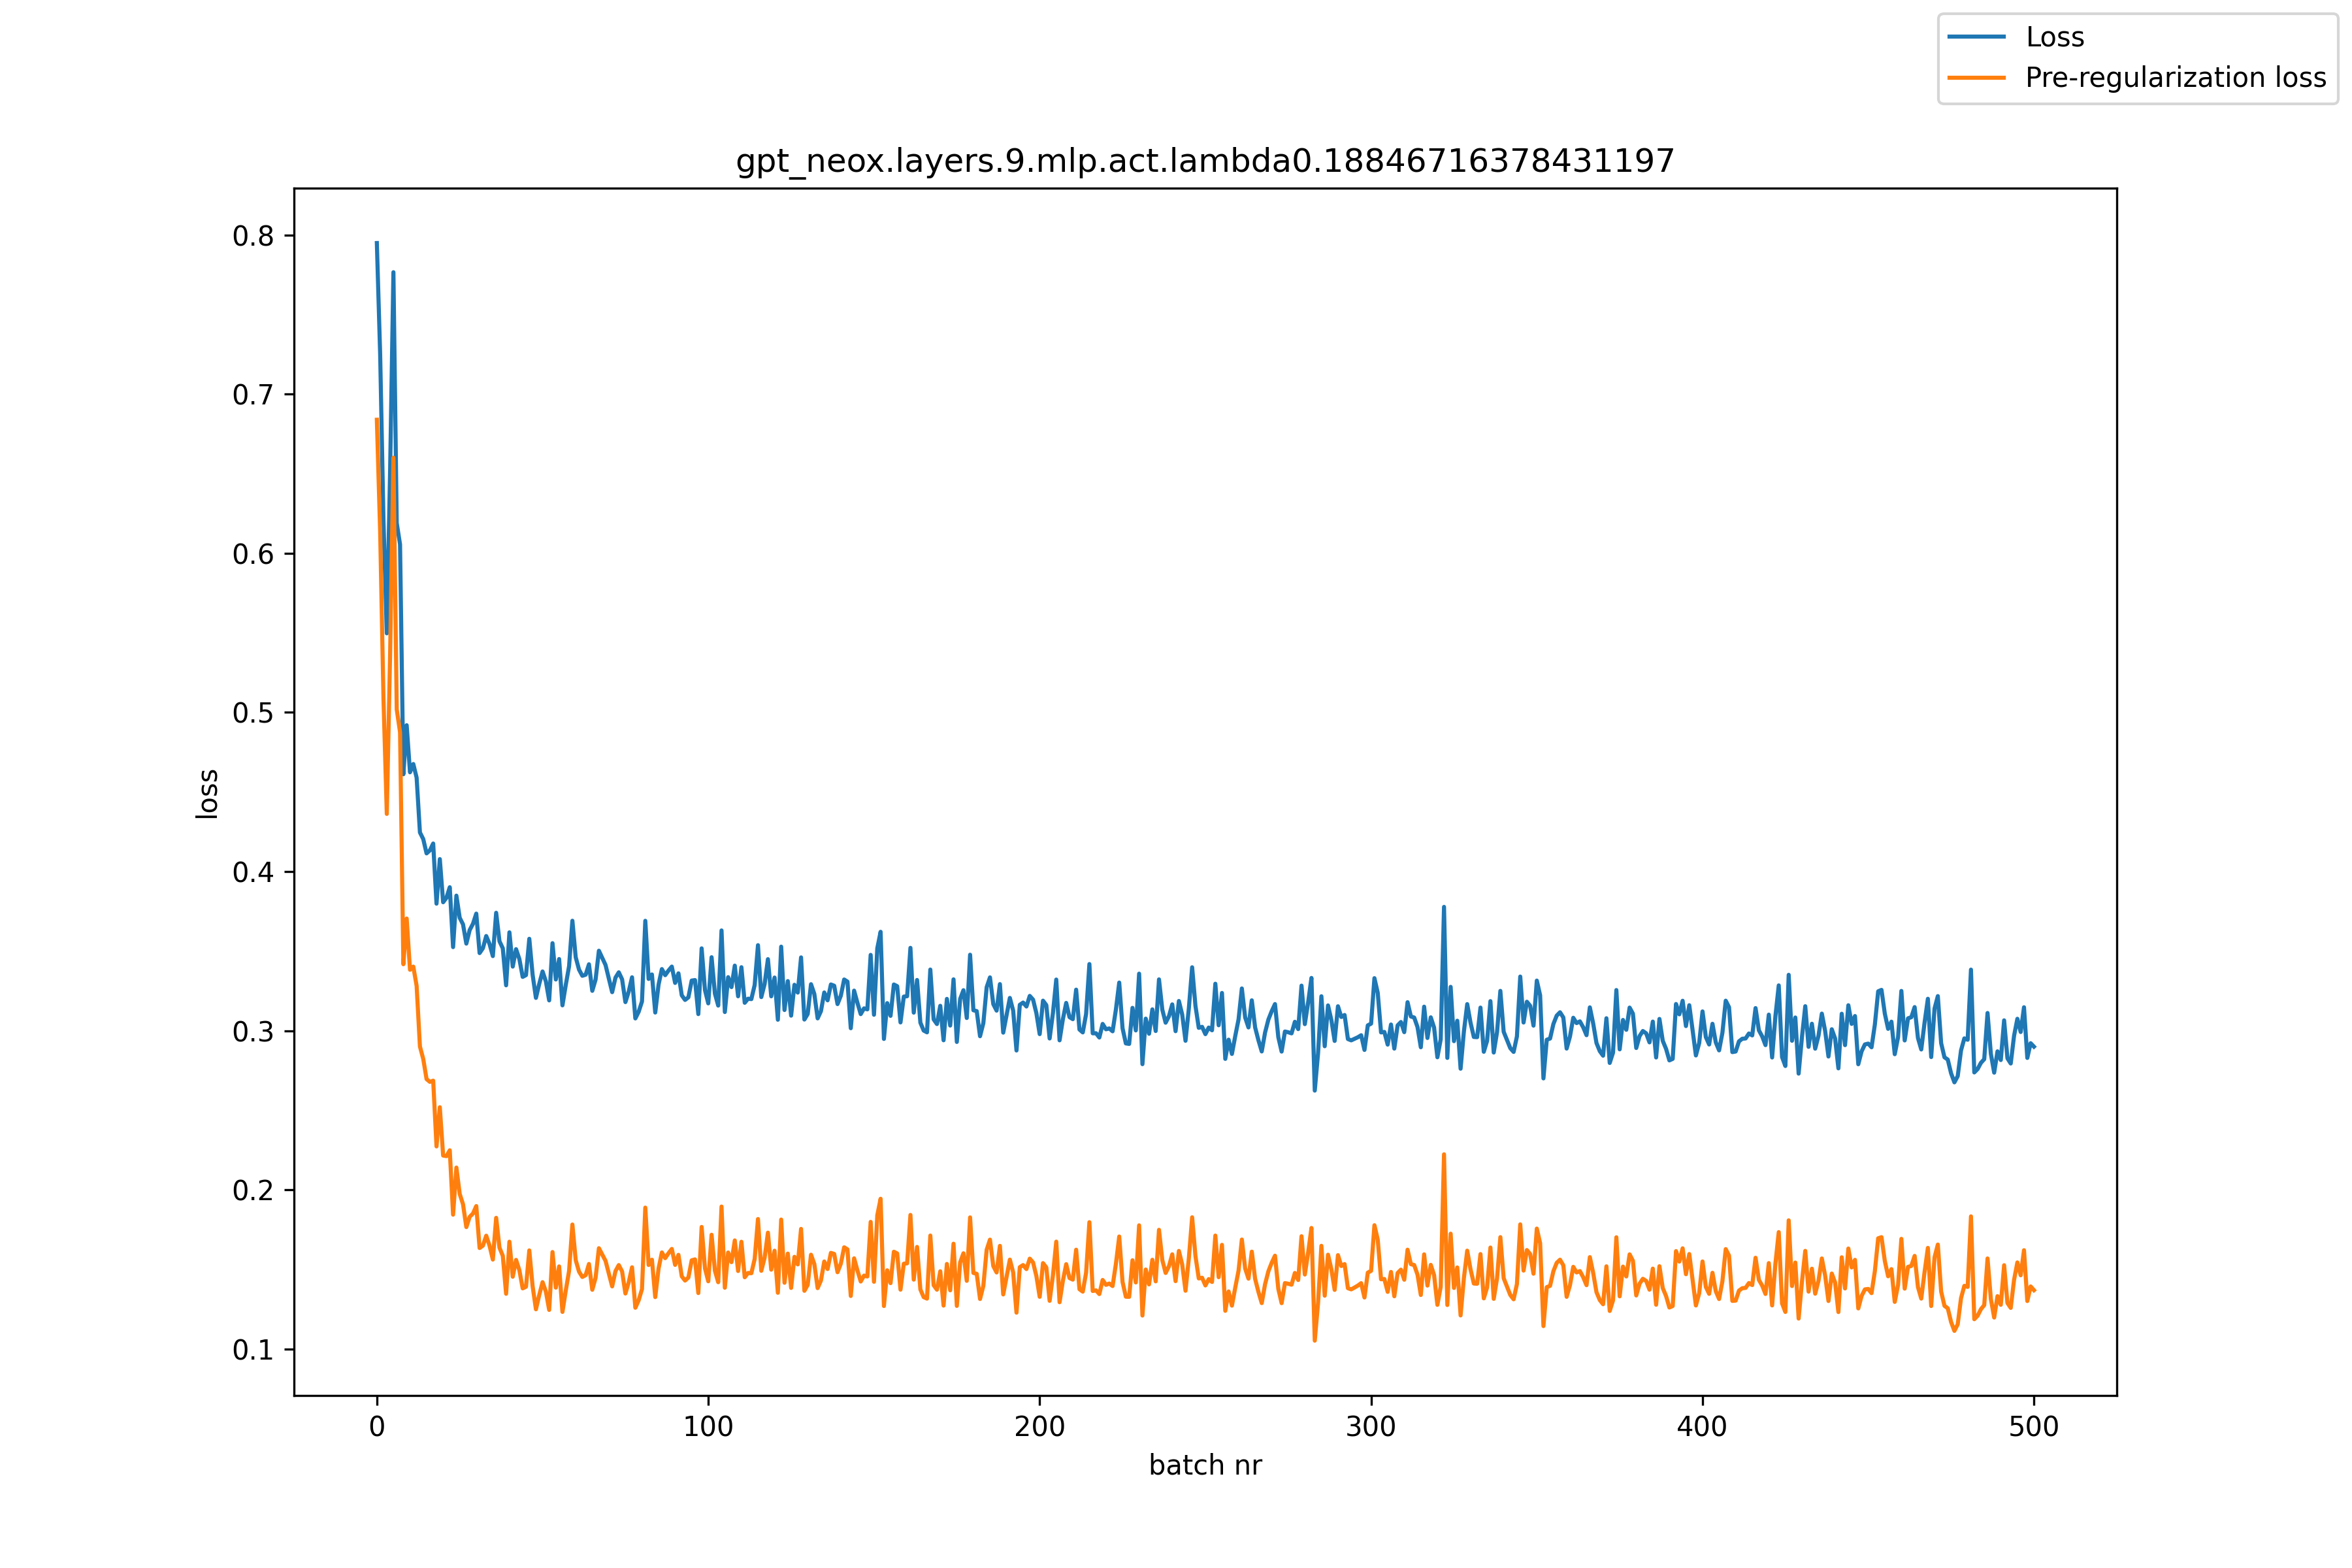 Loss
Pre-regularization loss
gpt_neox.layers.9.mlp.act.lambda0.18846716378431197
0.8
0.7
0.6
0.5
0.4
0.3
0.2
0.1
loss
0 100 200 300 400 500
batch nr